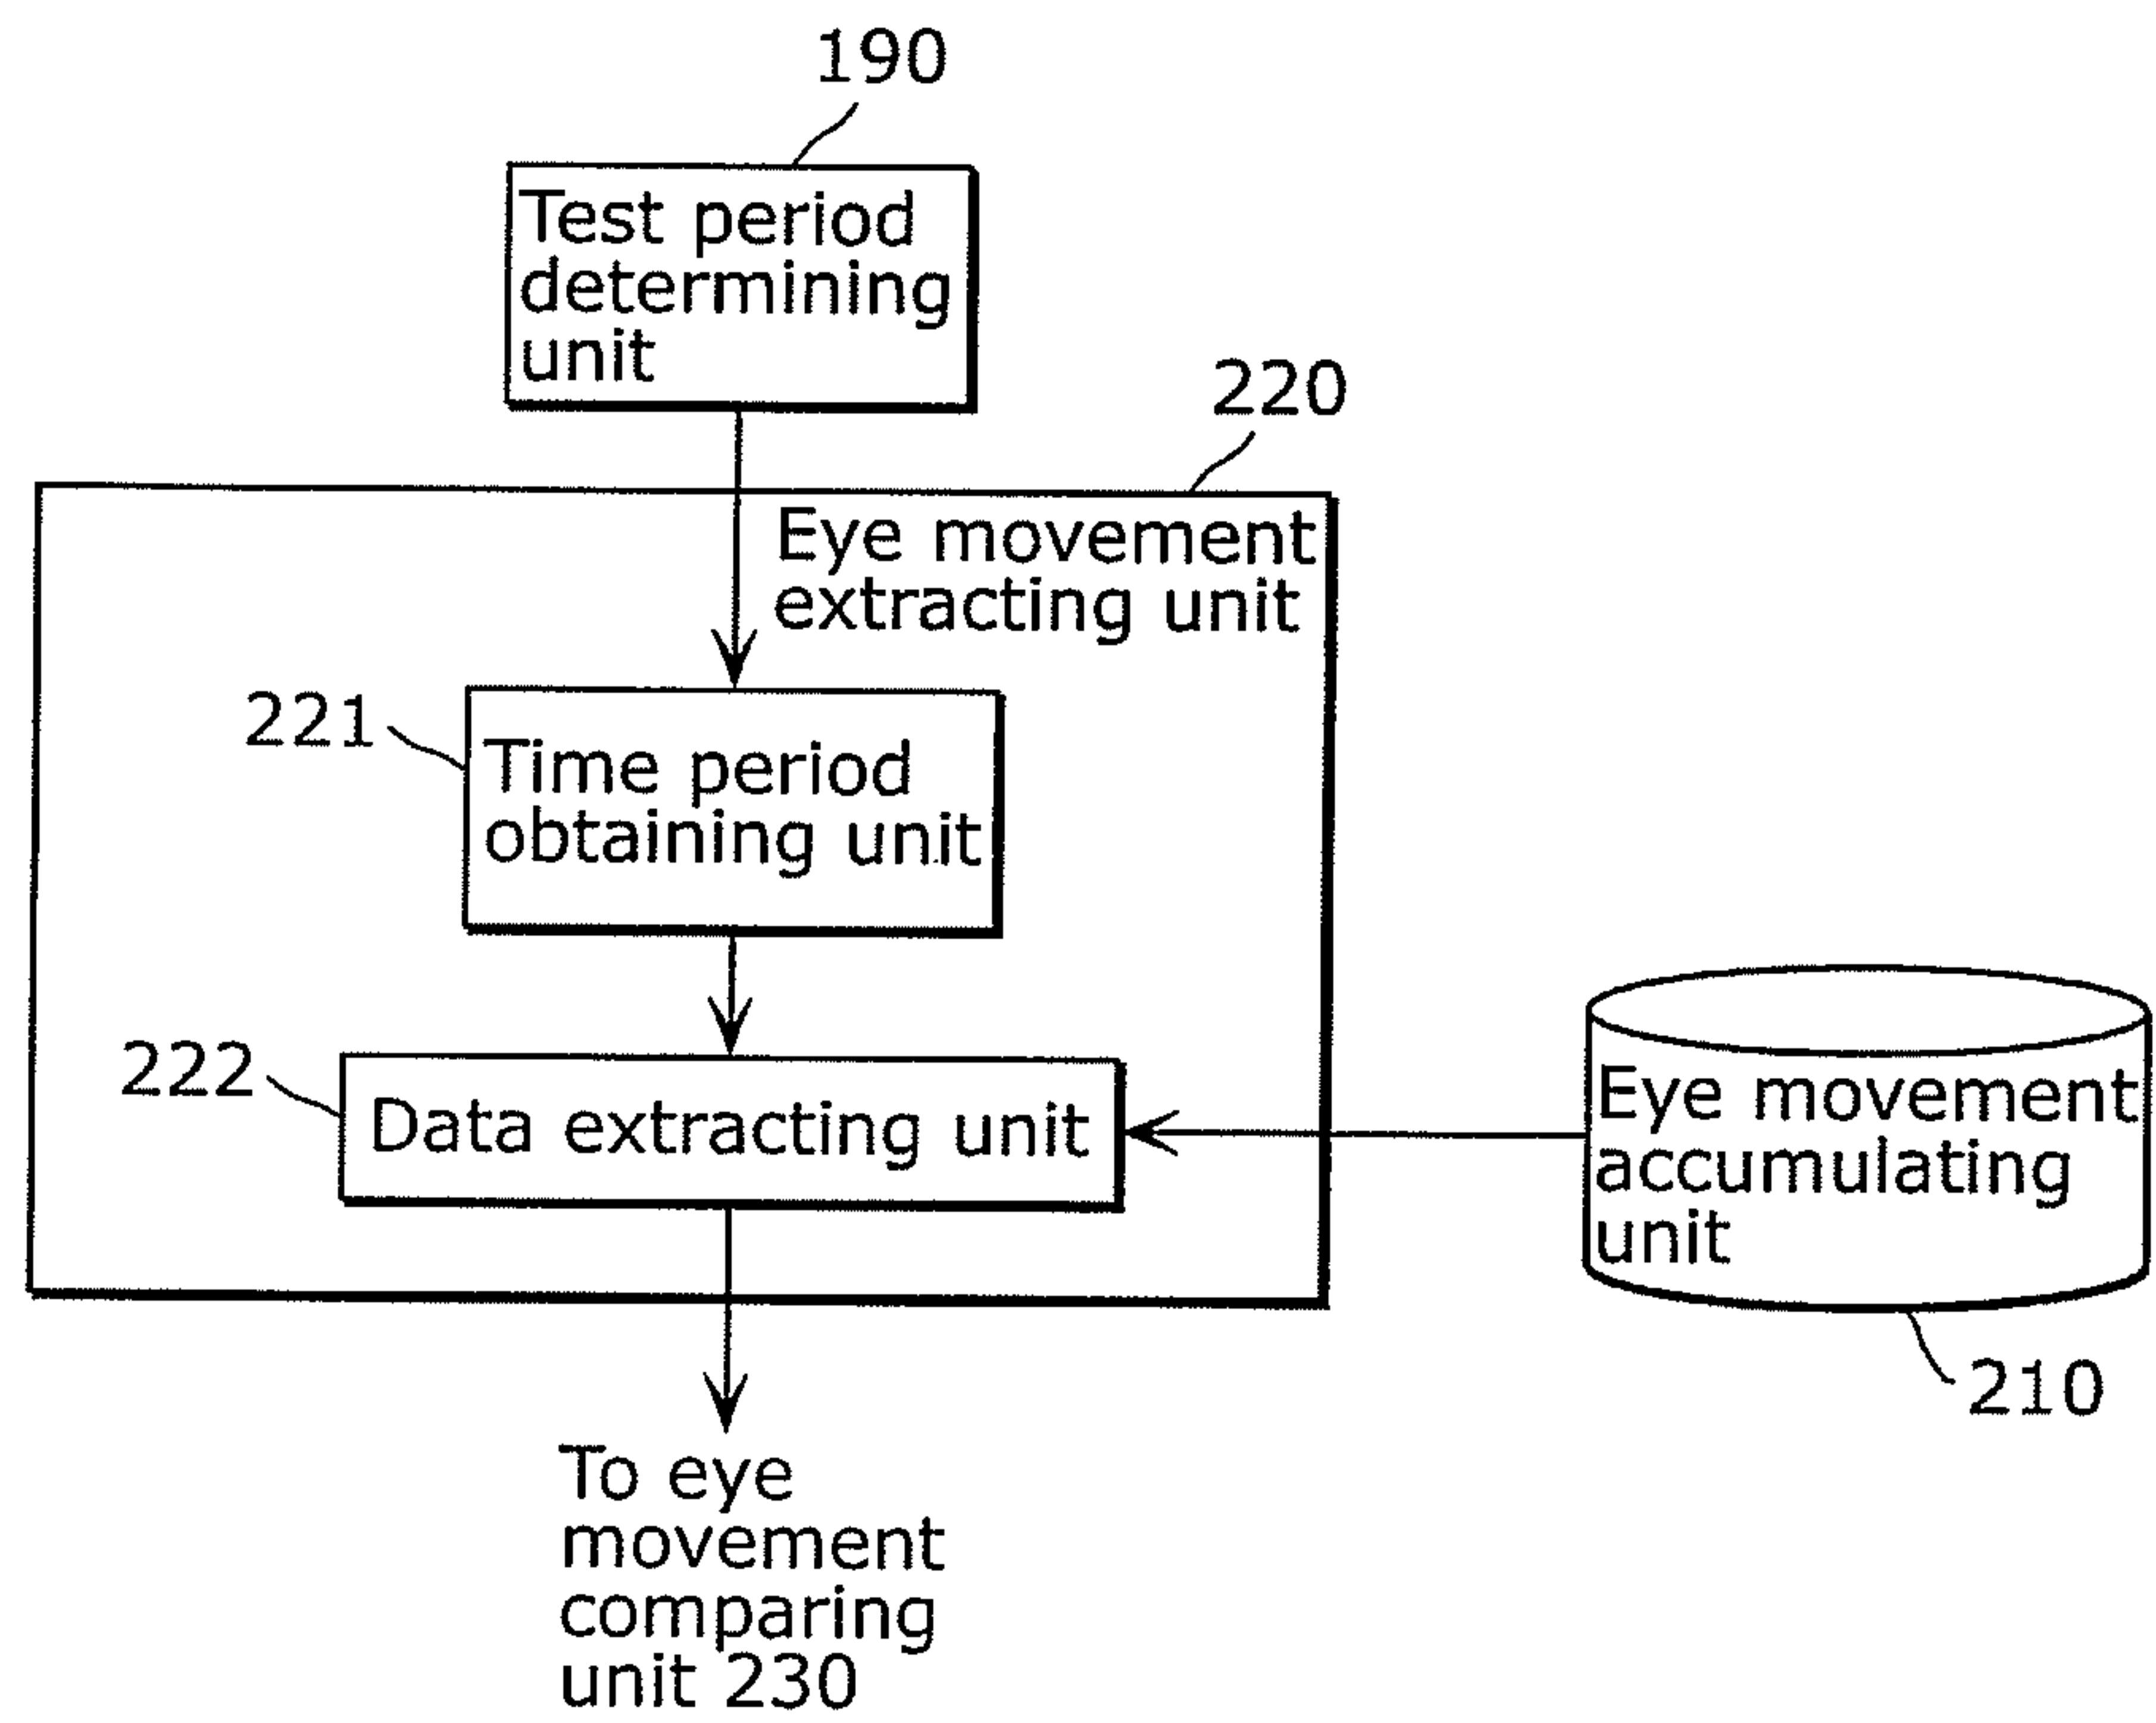 190
Test period
determining
unit
220
Eye movement
extracting unit
221
Time period
obtaining unit
222
Data extracting unit
Eye movement
accumulating
unit
210
To eye
movement
comparing
unit 230